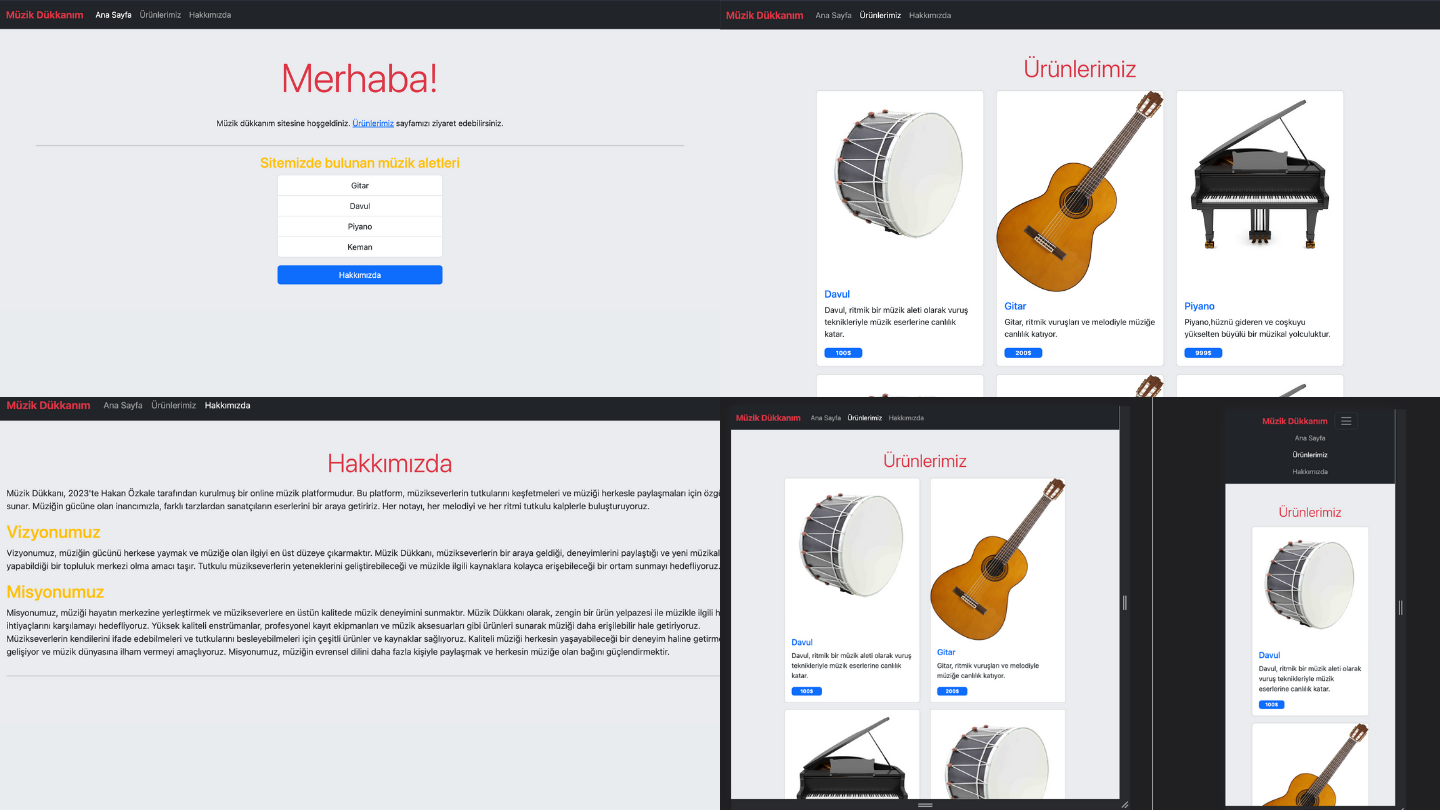 Müzik Dükkanım Ana Sayfa Ürünlerimiz Hakkımızda
Merhaba!
Müzik dükkanım sitesine hoşgeldiniz. Ürünlerimiz sayfamızı ziyaret edebilirsiniz.
Sitemizde bulunan müzik aletleri
Gitar
Davul
Piyano
Keman
Hakkımızda
Müzik Dükkanım Ana Sayfa Ürünlerimiz Hakkımızda
Ürünlerimiz
Davul
Davul, ritmik bir müzik aleti olarak vuruş
teknikleriyle müzik eserlerine canlılık
katar.
100$
Gitar
Gitar, ritmik vuruşları ve melodiyle müziğe
canlılık katıyor.
200$
Piyano
Piyano,hüznü gideren ve coşkuyu
yükselten büyülü bir müzikal yolculuktur.
999$
Müzik Dükkanım Ana Sayfa Ürünlerimiz Hakkımızda
Hakkımızda
Müzik Dükkanı, 2023'te Hakan Özkale tarafından kurulmuş bir online müzik platformudur. Bu platform, müzikseverlerin tutkularını keşfetmeleri ve müziği herkesle paylaşmaları için özgü
sunar. Müziğin gücüne olan inancımızla, farklı tarzlardan sanatçıların eserlerini bir araya getiririz. Her notayı, her melodiyi ve her ritmi tutkulu kalplerle buluşturuyoruz.
Vizyonumuz
Vizyonumuz, müziğin gücünü herkese yaymak ve müziğe olan ilgiyi en üst düzeye çıkarmaktır. Müzik Dükkanı, müzikseverlerin bir araya geldiği, deneyimlerini paylaştığı ve yeni müzikal
yapabildiği bir topluluk merkezi olma amacı taşır. Tutkulu müzikseverlerin yeteneklerini geliştirebileceği ve müzikle ilgili kaynaklara kolayca erişebileceği bir ortam sunmayı hedefliyoruz.
Misyonumuz
Misyonumuz, müziği hayatın merkezine yerleştirmek ve müzikseverlere en üstün kalitede müzik deneyimini sunmaktır. Müzik Dükkanı olarak, zengin bir ürün yelpazesi ile müzikle ilgili h
ihtiyaçlarını karşılamayı hedefliyoruz. Yüksek kaliteli enstrümanlar, profesyonel kayıt ekipmanları ve müzik aksesuarları gibi ürünleri sunarak müziği daha erişilebilir hale getiriyoruz.
Müzikseverlerin kendilerini ifade edebilmeleri ve tutkularını besleyebilmeleri için çeşitli ürünler ve kaynaklar sağlıyoruz. Kaliteli müziği herkesin yaşayabileceği bir deneyim haline getirme
gelişiyor ve müzik dünyasına ilham vermeyi amaçlıyoruz. Misyonumuz, müziğin evrensel dilini daha fazla kişiyle paylaşmak ve herkesin müziğe olan bağını güçlendirmektir.
Müzik Dükkanım Ana Sayfa Ürünlerimiz Hakkımızda
Ürünlerimiz
Davul
Davul, ritmik bir müzik aleti olarak vuruş
teknikleriyle müzik eserlerine canlılık
katar.
100$
Gitar
Gitar, ritmik vuruşları ve melodiyle
müziğe canlılık katıyor.
200$
Müzik Dükkanım
Ana Sayfa
Ürünlerimiz
Hakkımızda
Ürünlerimiz
Davul
Davul, ritmik bir müzik aleti olarak
vuruş teknikleriyle müzik
eserlerine canlılık katar.
100$